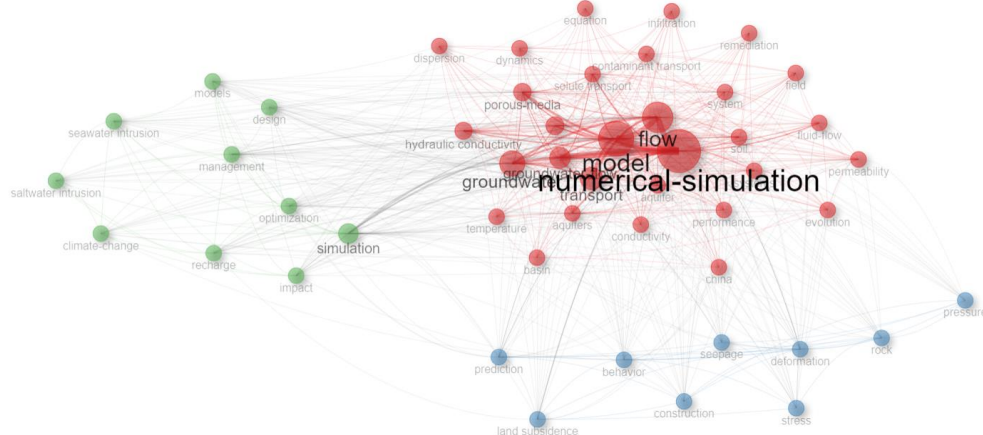 equation
infiltration
remediation
dispersion
dynamics
contaminant transport
solute transport
field
models
porous-media
system
design
seawater intrusion
fluid-flow
flow
soil
hydraulic conductivity
management
model
permeability
groundwater flow
groundwater
numerical-simulation
saltwater intrusion
transport
aquifer
optimization
temperature
aquifers
performance
evolution
conductivity
climate-change
simulation
recharge
basin
china
impact
pressure
seepage
rock
deformation
prediction
behavior
construction
stress
land subsidence